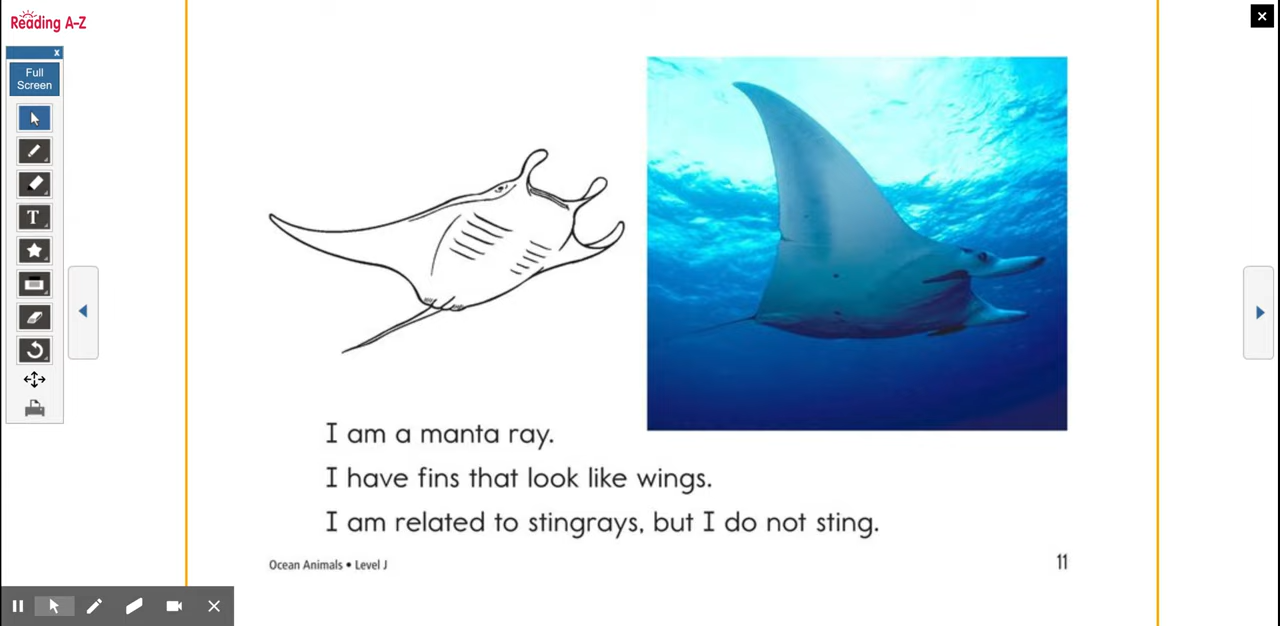 Reading A-Z
x
Full
Screen
T
I am a manta ray.
I have fins that look like wings.
I am related to stingrays, but I do not sting.
Ocean Animals • Level J
11